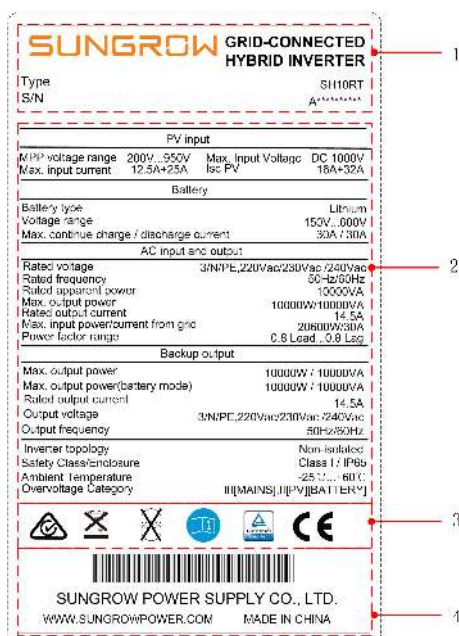 SUNGROW GRID-CONNECTED
HYBRID INVERTER
1
Type SH10RT
S/N A**********
PV input
MPP voltage range 200V...950V Max. Input Voltage DC 1000V
Max. input current 12.5A+25A Isc PV 16A+32A
Battery
Battery type Lithium
Voltage range 150V...600V
Max. continue charge / discharge current 30A / 30A
AC input and output
Rated voltage 3/N/PE,220Vac/230Vac /240Vac
2
Rated frequency 50Hz/60Hz
Rated apparent power 10000VA
Max. output power 10000W/10000VA
Rated output current 14.5A
Max. input power/current from grid 20600W/30A
Power factor range 0.8 Lead...0.8 Lag
Backup output
Max. output power 10000W / 10000VA
Max. output power(battery mode) 10000W / 10000VA
Rated output current 14.5A
Output voltage 3/N/PE,220Vac/230Vac /240Vac
Output frequency 50Hz/60Hz
Inverter topology Non-isolated
Safety Class/Enclosure Class I / IP65
Ambient Temperature -25℃...60℃
Overvoltage Category III[MAINS],II[PV][BATTERY]
CE
3
SUNGROW POWER SUPPLY CO., LTD.
WWW.SUNGROWPOWER.COM MADE IN CHINA
4